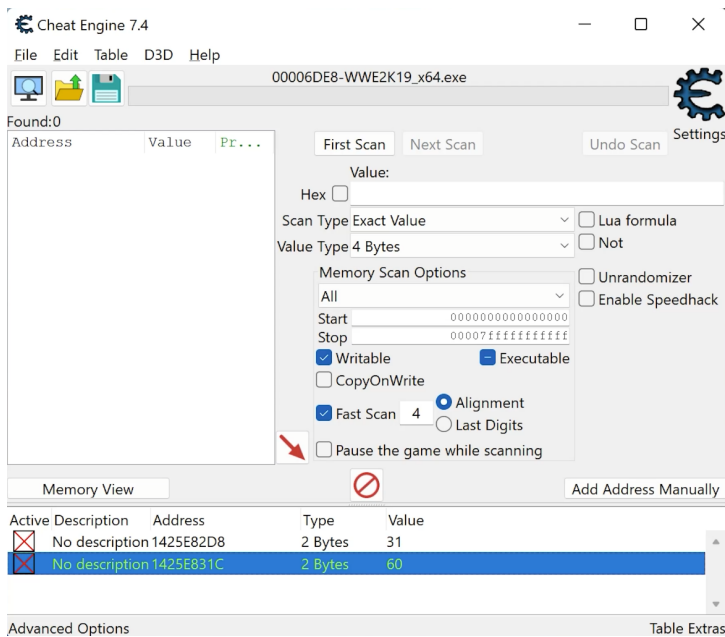 Cheat Engine 7.4
File Edit Table D3D Help
00006DE8-WWE2K19_x64.exe
Found:0
Settings
Address Value Pr...
First Scan Next Scan Undo Scan
Value:
Hex
Scan Type Exact Value
Lua formula
Value Type 4 Bytes
Not
Memory Scan Options
Unrandomizer
All
Enable Speedhack
Start 0000000000000000
Stop 00007fffffffffff
Writable Executable
CopyOnWrite
Alignment
Fast Scan 4
Last Digits
Pause the game while scanning
Memory View Add Address Manually
Active Description Address Type Value
No description 1425E82D8 2 Bytes 31
No description 1425E831C 2 Bytes 60
Advanced Options Table Extras